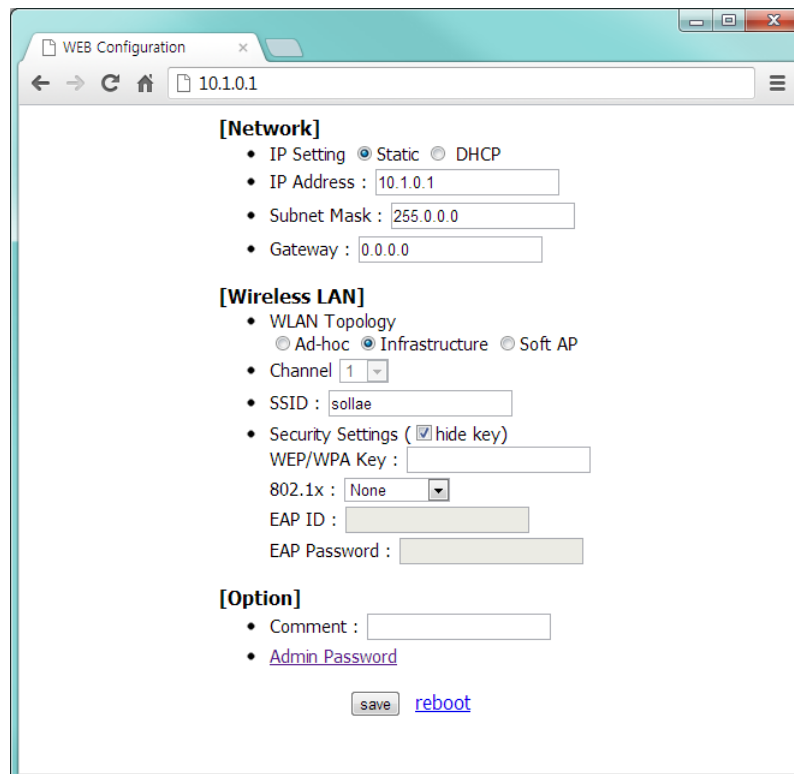 WEB Configuration
10.1.0.1
[Network]
IP Setting Static DHCP
IP Address : 10.1.0.1
Subnet Mask : 255.0.0.0
Gateway : 0.0.0.0
[Wireless LAN]
WLAN Topology
Ad-hoc Infrastructure Soft AP
Channel 1
SSID : sollae
Security Settings ( hide key)
WEP/WPA Key :
802.1x : None
EAP ID :
EAP Password :
[Option]
Comment :
Admin Password
save reboot